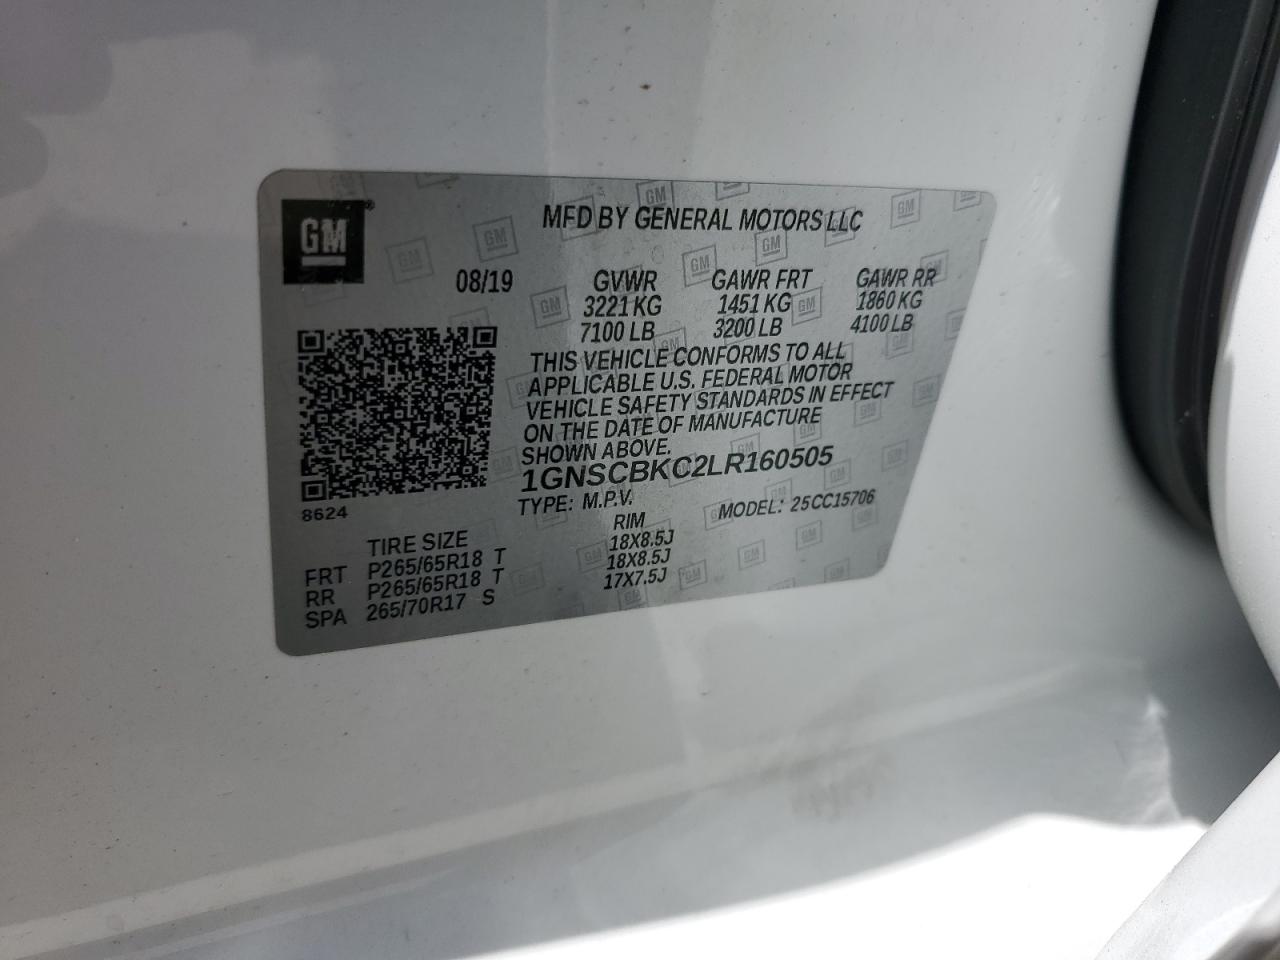 GM®
MFD BY GENERAL MOTORS LLC
08/19 GVWR GAWR FRT GAWR RR
3221 KG 1451 KG 1860 KG
7100 LB 3200 LB 4100 LB
THIS VEHICLE CONFORMS TO ALL
APPLICABLE U.S. FEDERAL MOTOR
VEHICLE SAFETY STANDARDS IN EFFECT
ON THE DATE OF MANUFACTURE
SHOWN ABOVE.
1GNSCBKC2LR160505
TYPE: M.P.V. MODEL: 25CC15706
8624
TIRE SIZE RIM
FRT P265/65R18 T 18X8.5J
RR P265/65R18 T 18X8.5J
SPA 265/70R17 S 17X7.5J